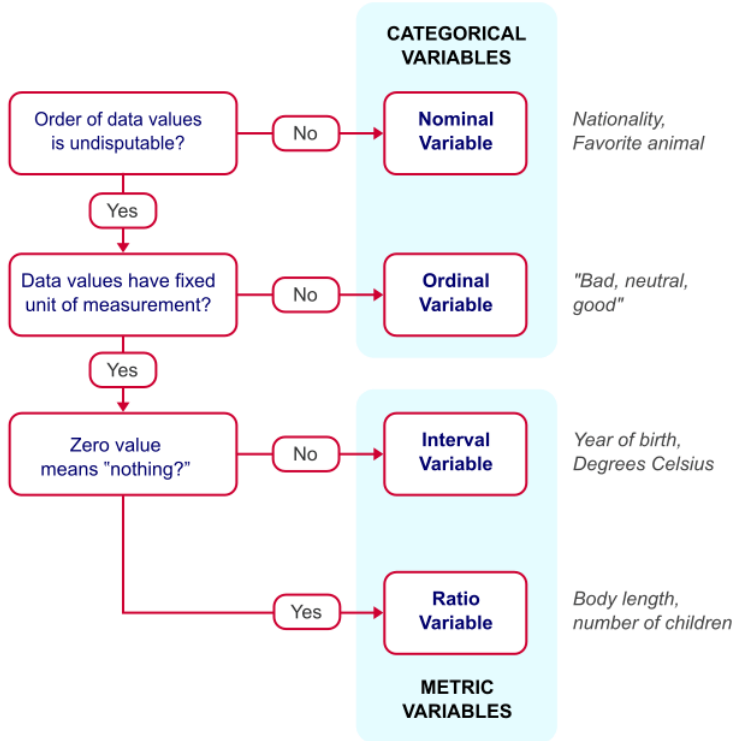 CATEGORICAL
VARIABLES
Order of data values
is undisputable?
No
Nominal
Variable
Nationality,
Favorite animal
Yes
Data values have fixed
unit of measurement?
No
Ordinal
Variable
"Bad, neutral,
good"
Yes
Zero value
means "nothing?"
No
Interval
Variable
Year of birth,
Degrees Celsius
Yes
Ratio
Variable
Body length,
number of children
METRIC
VARIABLES